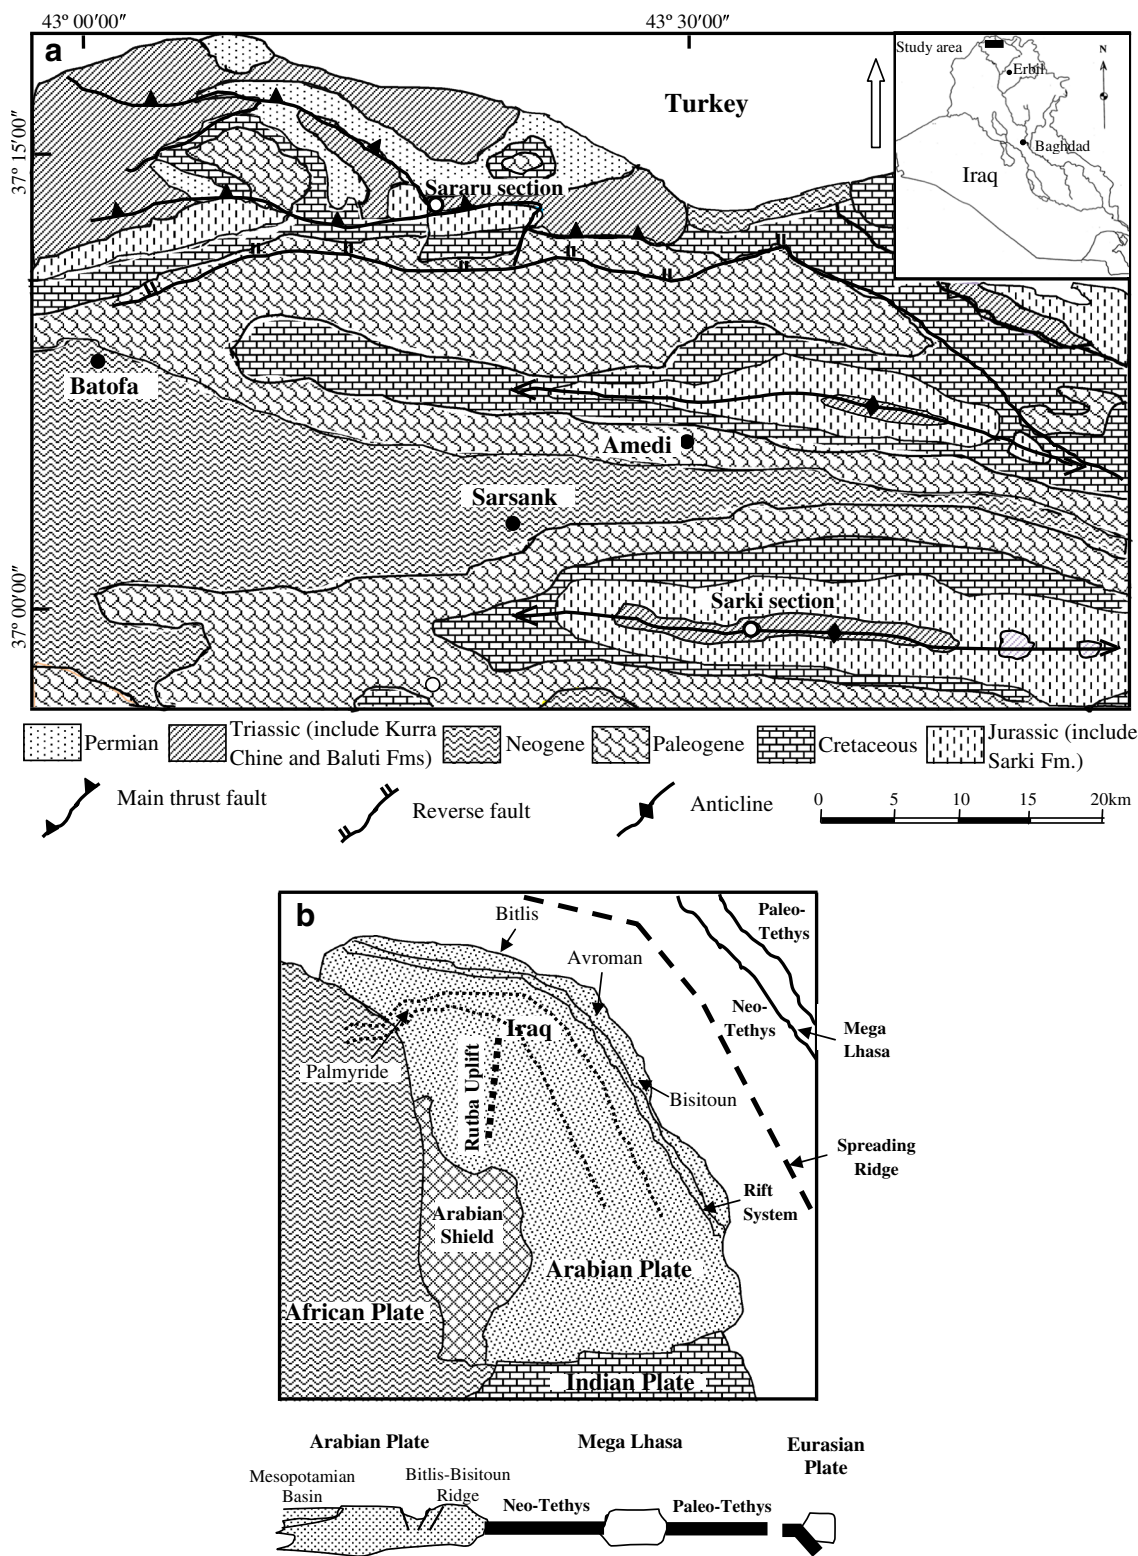 43° 00′00″
43° 30′00″
a
Study area
N
Erbil
Turkey
37° 15′00″
Baghdad
Iraq
Sararu section
Batofa
Amedi
Sarsank
37° 00′00″
Sarki section
Permian
Triassic (include Kurra
Chine and Baluti Fms)
Neogene
Paleogene
Cretaceous
Jurassic (include
Sarki Fm.)
Main thrust fault
Reverse fault
Anticline
0 5 10 15 20km
b
Bitlis
Paleo-
Tethys
Avroman
Neo-
Tethys
Iraq
Mega
Lhasa
Palmyride
Rutba Uplift
Bisitoun
Spreading
Ridge
Rift
System
Arabian
Shield
Arabian Plate
African Plate
Indian Plate
Arabian Plate
Mega Lhasa
Eurasian
Plate
Mesopotamian
Basin
Bitlis-Bisitoun
Ridge
Neo-Tethys
Paleo-Tethys